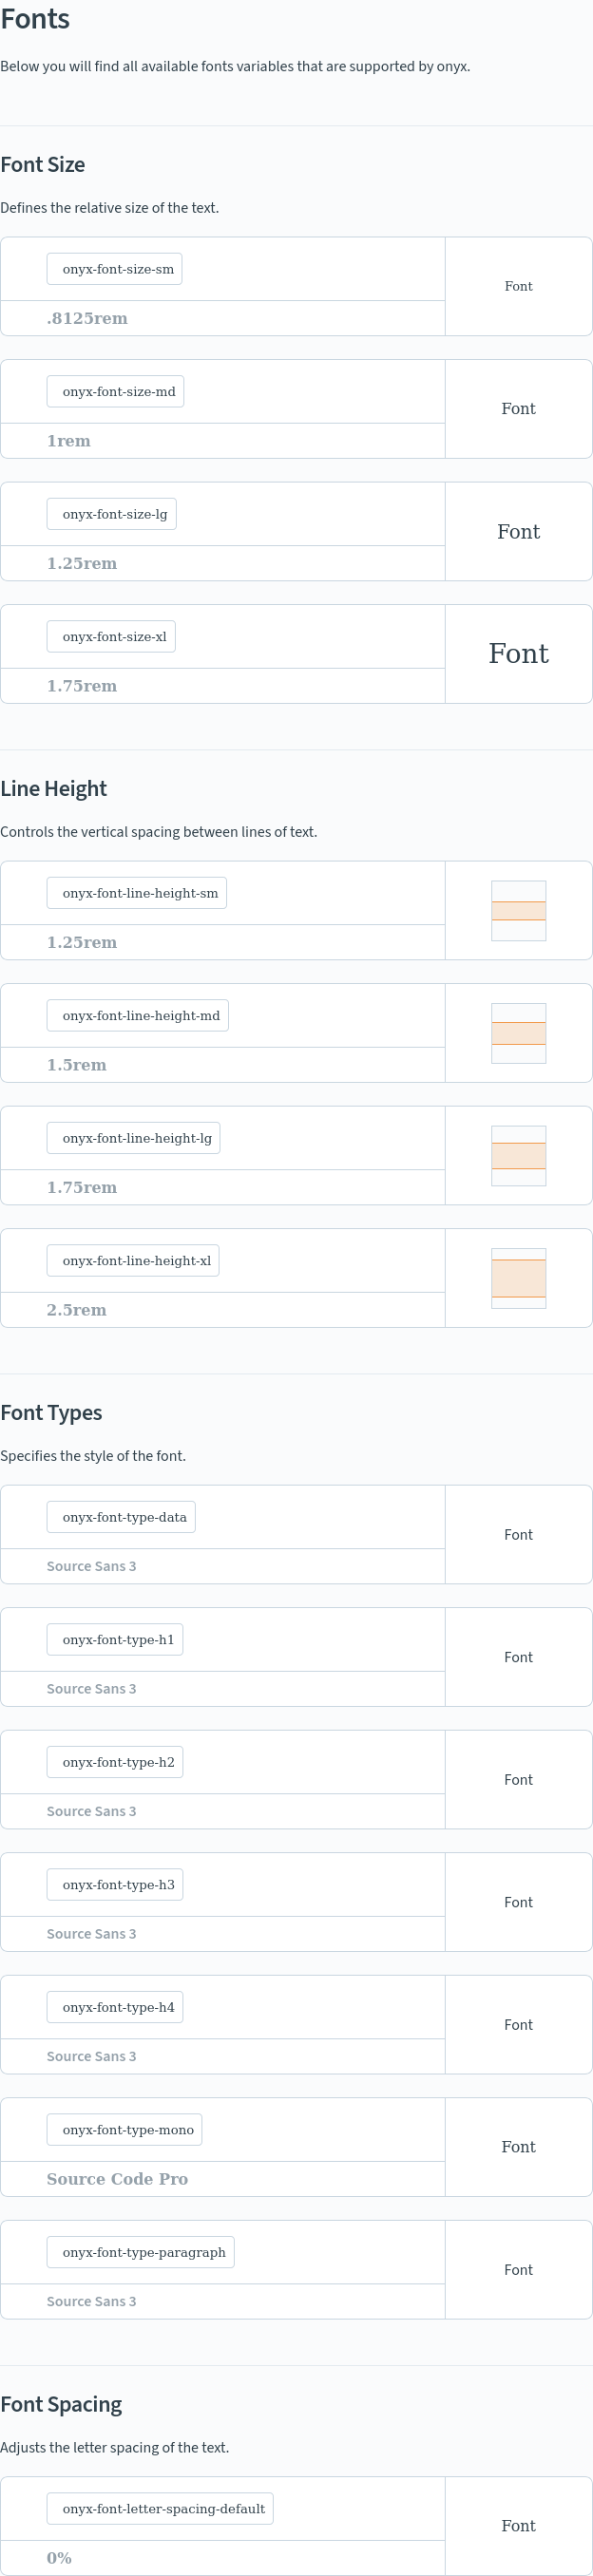 Fonts
Below you will find all available fonts variables that are supported by onyx.
Font Size
Defines the relative size of the text.
onyx-font-size-sm
Font
.8125rem
onyx-font-size-md
Font
1rem
onyx-font-size-lg
Font
1.25rem
onyx-font-size-xl
Font
1.75rem
Line Height
Controls the vertical spacing between lines of text.
onyx-font-line-height-sm
1.25rem
onyx-font-line-height-md
1.5rem
onyx-font-line-height-lg
1.75rem
onyx-font-line-height-xl
2.5rem
Font Types
Specifies the style of the font.
onyx-font-type-data
Font
Source Sans 3
onyx-font-type-h1
Font
Source Sans 3
onyx-font-type-h2
Font
Source Sans 3
onyx-font-type-h3
Font
Source Sans 3
onyx-font-type-h4
Font
Source Sans 3
onyx-font-type-mono
Font
Source Code Pro
onyx-font-type-paragraph
Font
Source Sans 3
Font Spacing
Adjusts the letter spacing of the text.
onyx-font-letter-spacing-default
Font
0%